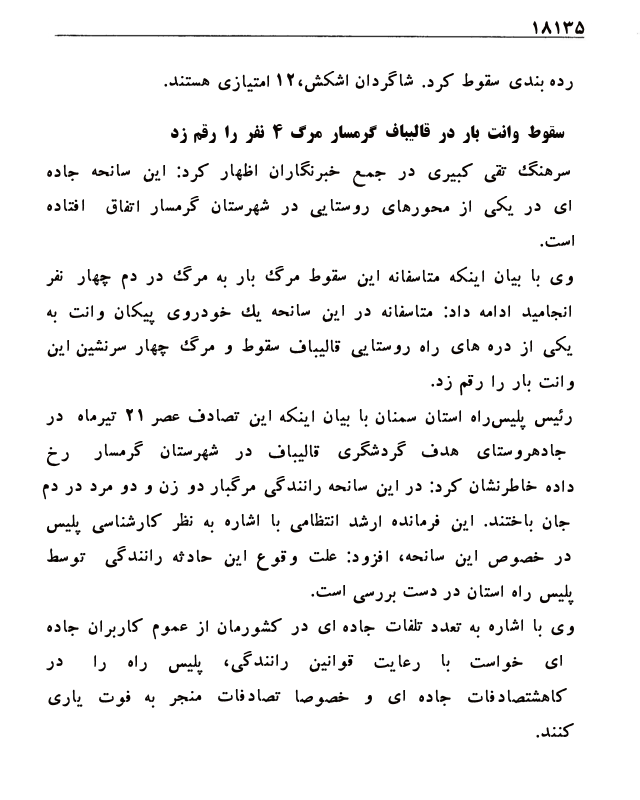 ۱۸۱۳۵
رده بندی سقوط کرد. شاگردان اشکش،۱۲ امتیازی هستند.
سقوط وانت بار در قالیباف گرمسار مرگ ۴ نفر را رقم زد
سرهنگ تقی کبیری در جمع خبرنگاران اظهار کرد: این سانحه جاده
ای در یکی از محورهای روستایی در شهرستان گرمسار اتفاق افتاده
است.
وی با بیان اینکه متاسفانه این سقوط مرگ بار به مرگ در دم چهار نفر
انجامید ادامه داد: متاسفانه در این سانحه یک خودروی پیکان وانت به
یکی از دره های راه روستایی قالیباف سقوط و مرگ چهار سرنشین این
وانت بار را رقم زد.
رئیس پلیس‌راه استان سمنان با بیان اینکه این تصادف عصر ۲۱ تیرماه در
جادهروستای هدف گردشگری قالیباف در شهرستان گرمسار رخ
داده خاطرنشان کرد: در این سانحه رانندگی مرگبار دو زن و دو مرد در دم
جان باختند. این فرمانده ارشد انتظامی با اشاره به نظر کارشناسی پلیس
در خصوص این سانحه، افزود: علت وقوع این حادثه رانندگی توسط
پلیس راه استان در دست بررسی است.
وی با اشاره به تعدد تلفات جاده ای در کشورمان از عموم کاربران جاده
ای خواست با رعایت قوانین رانندگی، پلیس راه را در
کاهشتصادفات جاده ای و خصوصا تصادفات منجر به فوت یاری
کنند.